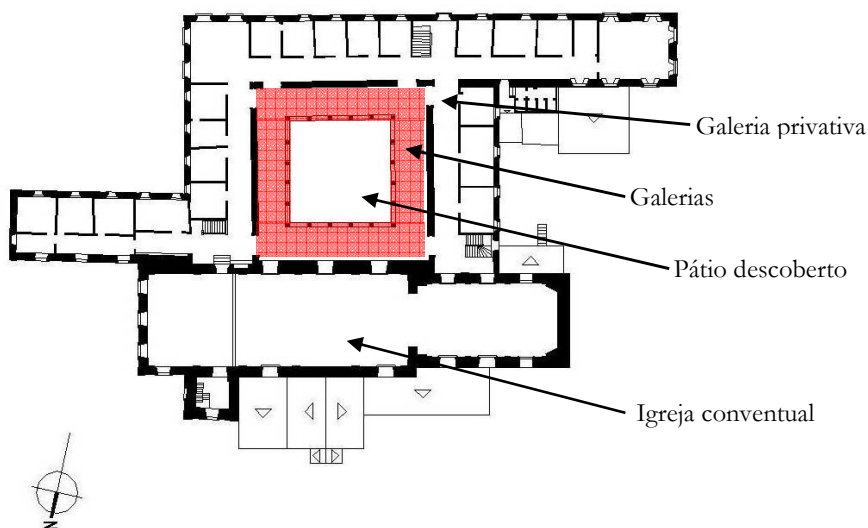 Galeria privativa
Galerias
Pátio descoberto
Igreja conventual
N